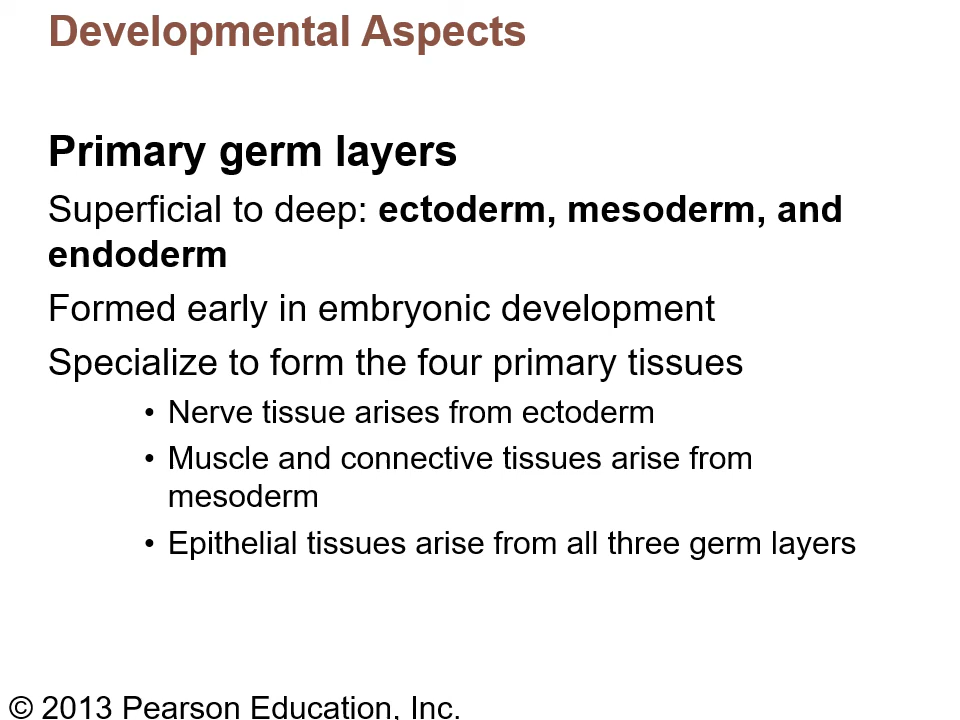 Developmental Aspects
Primary germ layers
Superficial to deep: ectoderm, mesoderm, and
endoderm
Formed early in embryonic development
Specialize to form the four primary tissues
• Nerve tissue arises from ectoderm
• Muscle and connective tissues arise from
mesoderm
• Epithelial tissues arise from all three germ layers
© 2013 Pearson Education, Inc.